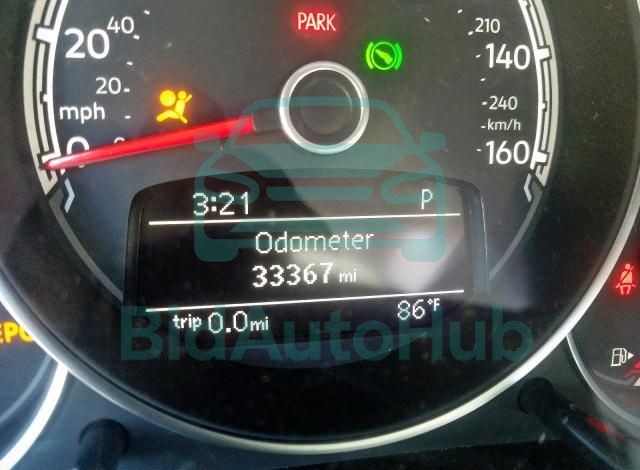 PARK
40
20
20
mph
0
210
140
240
km/h
160
3:21 P
Odometer
33367 mi
trip 0.0mi 86°F
BidAutoHub